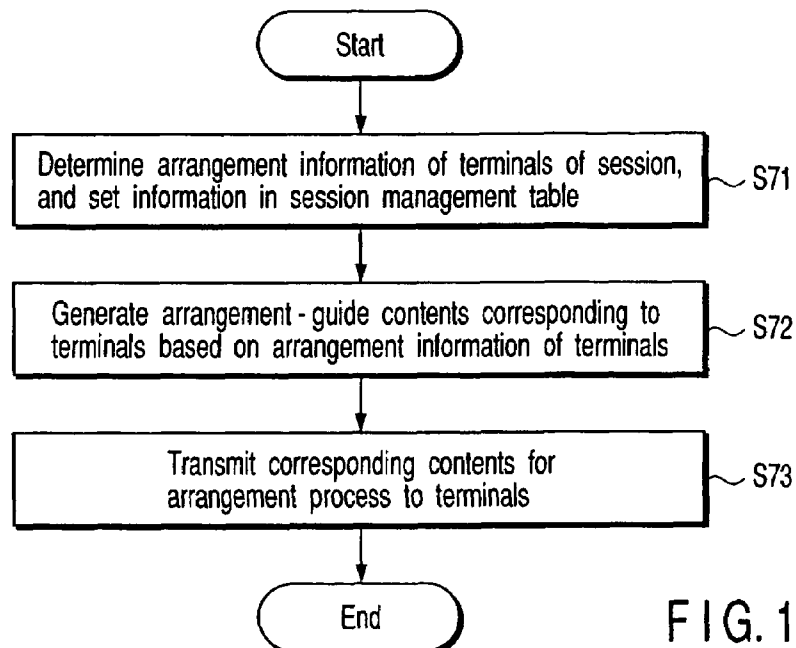 Start
Determine arrangement information of terminals of session,
and set information in session management table
S71
Generate arrangement-guide contents corresponding to
terminals based on arrangement information of terminals
S72
Transmit corresponding contents for
arrangement process to terminals
S73
End
FIG. 1